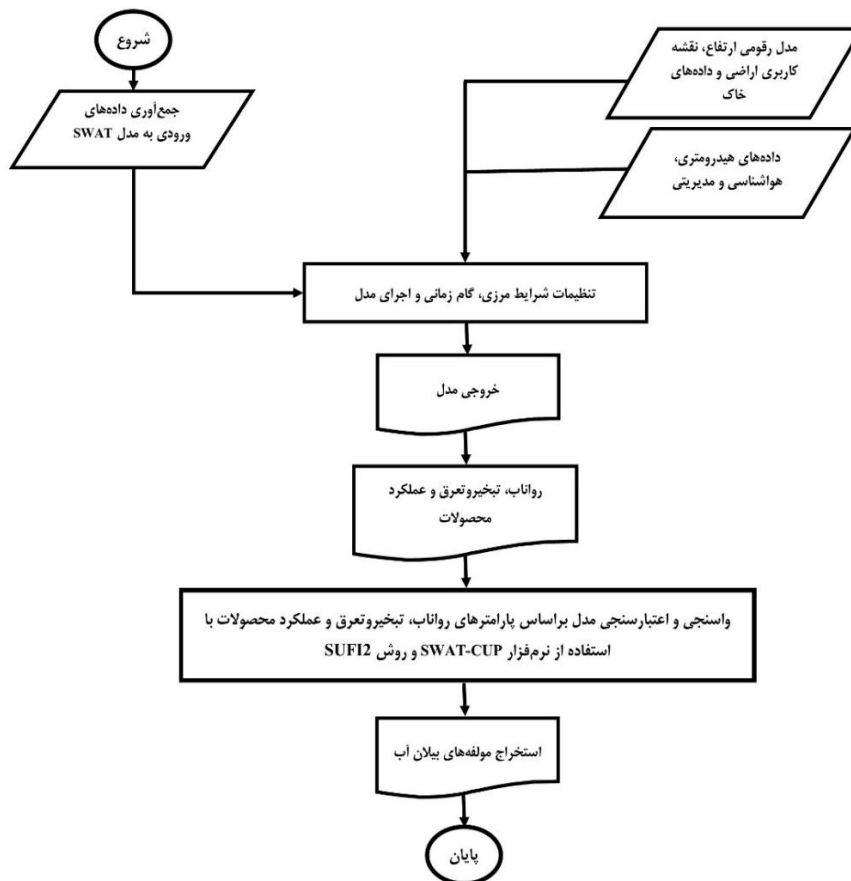 شروع
جمع‌آوری داده‌های
ورودی به مدل SWAT
مدل رقومی ارتفاع، نقشه
کاربری اراضی و داده‌های
خاک
داده‌های هیدرومتری،
هواشناسی و مدیریتی
تنظیمات شرایط مرزی، گام زمانی و اجرای مدل
خروجی مدل
رواناب، تبخیروتعرق و عملکرد
محصولات
واسنجی و اعتبارسنجی مدل براساس پارامترهای رواناب، تبخیروتعرق و عملکرد محصولات با
استفاده از نرم‌فزار SWAT-CUP و روش SUFI2
استخراج مولفه‌های بیلان آب
پایان